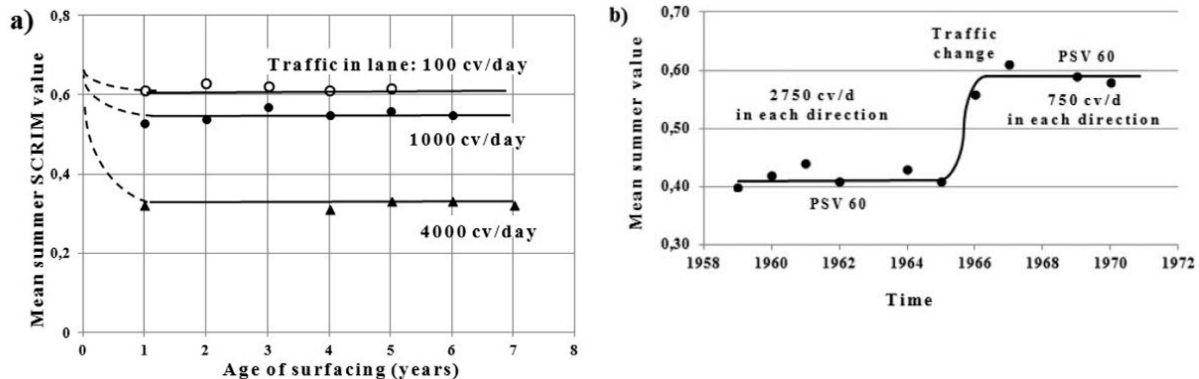 a)
Mean summer SCRIM value
0,8
0,6
0,4
0,2
0
Traffic in lane: 100 cv/day
1000 cv/day
4000 cv/day
0 1 2 3 4 5 6 7 8
Age of surfacing (years)
b)
Mean summer value
0,70
0,60
0,50
0,40
0,30
Traffic
change
PSV 60
2750 cv/d
in each direction
750 cv/d
in each direction
PSV 60
1958 1960 1962 1964 1966 1968 1970 1972
Time